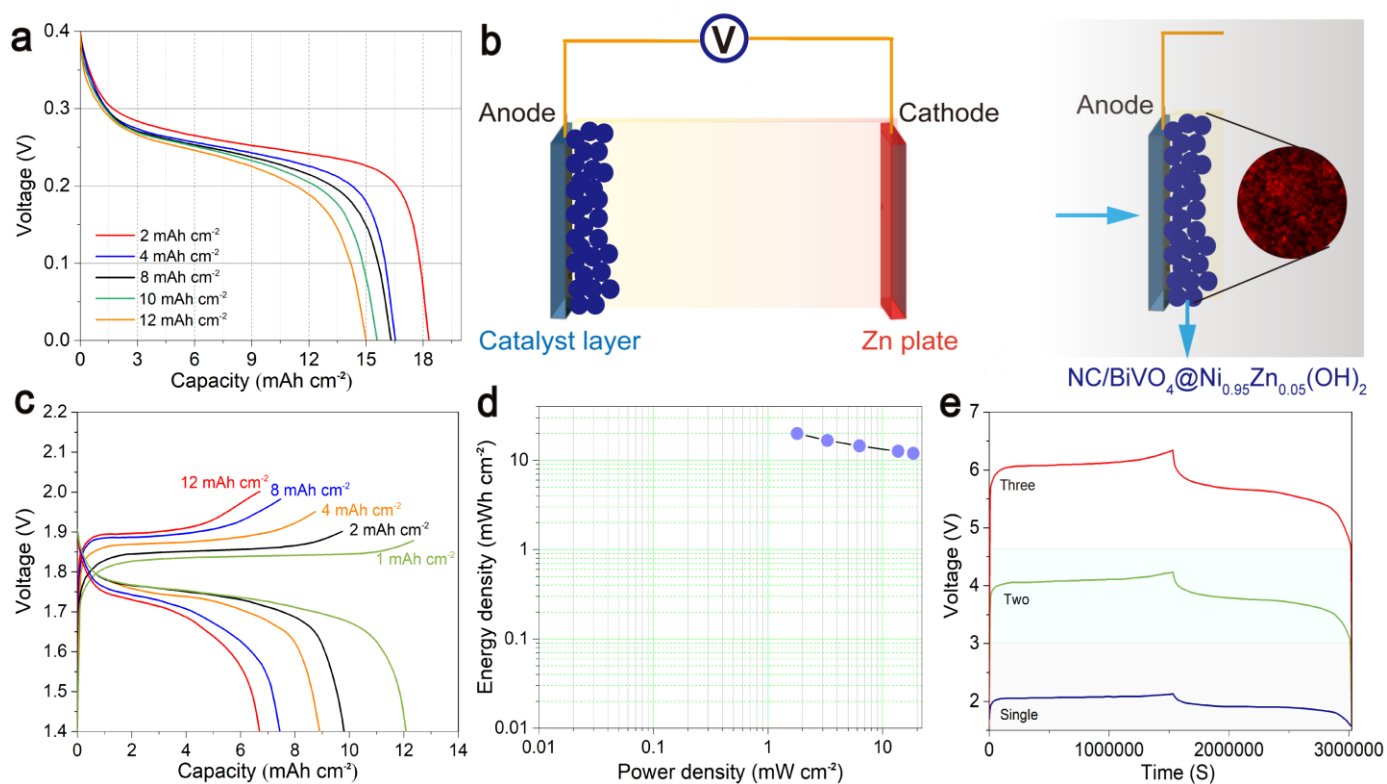 a
0.4
0.3
0.2
0.1
0.0
Voltage (V)
2 mAh cm⁻²
4 mAh cm⁻²
8 mAh cm⁻²
10 mAh cm⁻²
12 mAh cm⁻²
0 3 6 9 12 15 18
Capacity (mAh cm⁻²)
b
V
Anode
Cathode
Catalyst layer
Zn plate
Anode
NC/BiVO₄@Ni₀.₉₅Zn₀.₀₅(OH)₂
c
2.2
2.1
2.0
1.9
1.8
1.7
1.6
1.5
1.4
Voltage (V)
12 mAh cm⁻²
8 mAh cm⁻²
4 mAh cm⁻²
2 mAh cm⁻²
1 mAh cm⁻²
0 2 4 6 8 10 12 14
Capacity (mAh cm⁻²)
d
10
1
0.1
0.01
Energy density (mWh cm⁻²)
0.01 0.1 1 10
Power density (mW cm⁻²)
e
7
6
5
4
3
2
Voltage (V)
Three
Two
Single
0 1000000 2000000 3000000
Time (S)